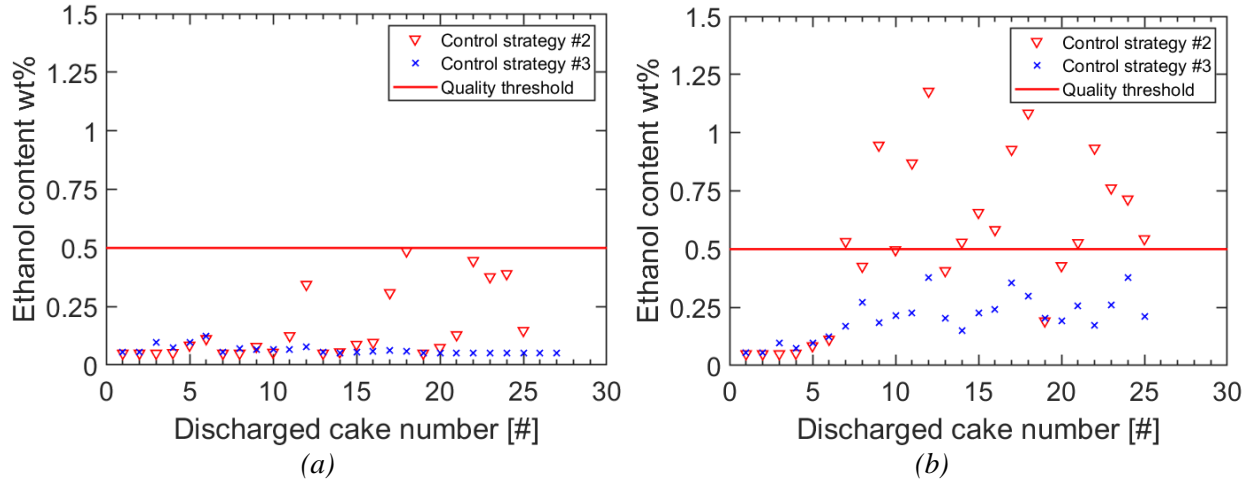 1.5
1.25
1
0.75
0.5
0.25
0
Ethanol content wt%
Control strategy #2
Control strategy #3
Quality threshold
0 5 10 15 20 25 30
Discharged cake number [#]
(a)
1.5
1.25
1
0.75
0.5
0.25
0
Ethanol content wt%
Control strategy #2
Control strategy #3
Quality threshold
0 5 10 15 20 25 30
Discharged cake number [#]
(b)